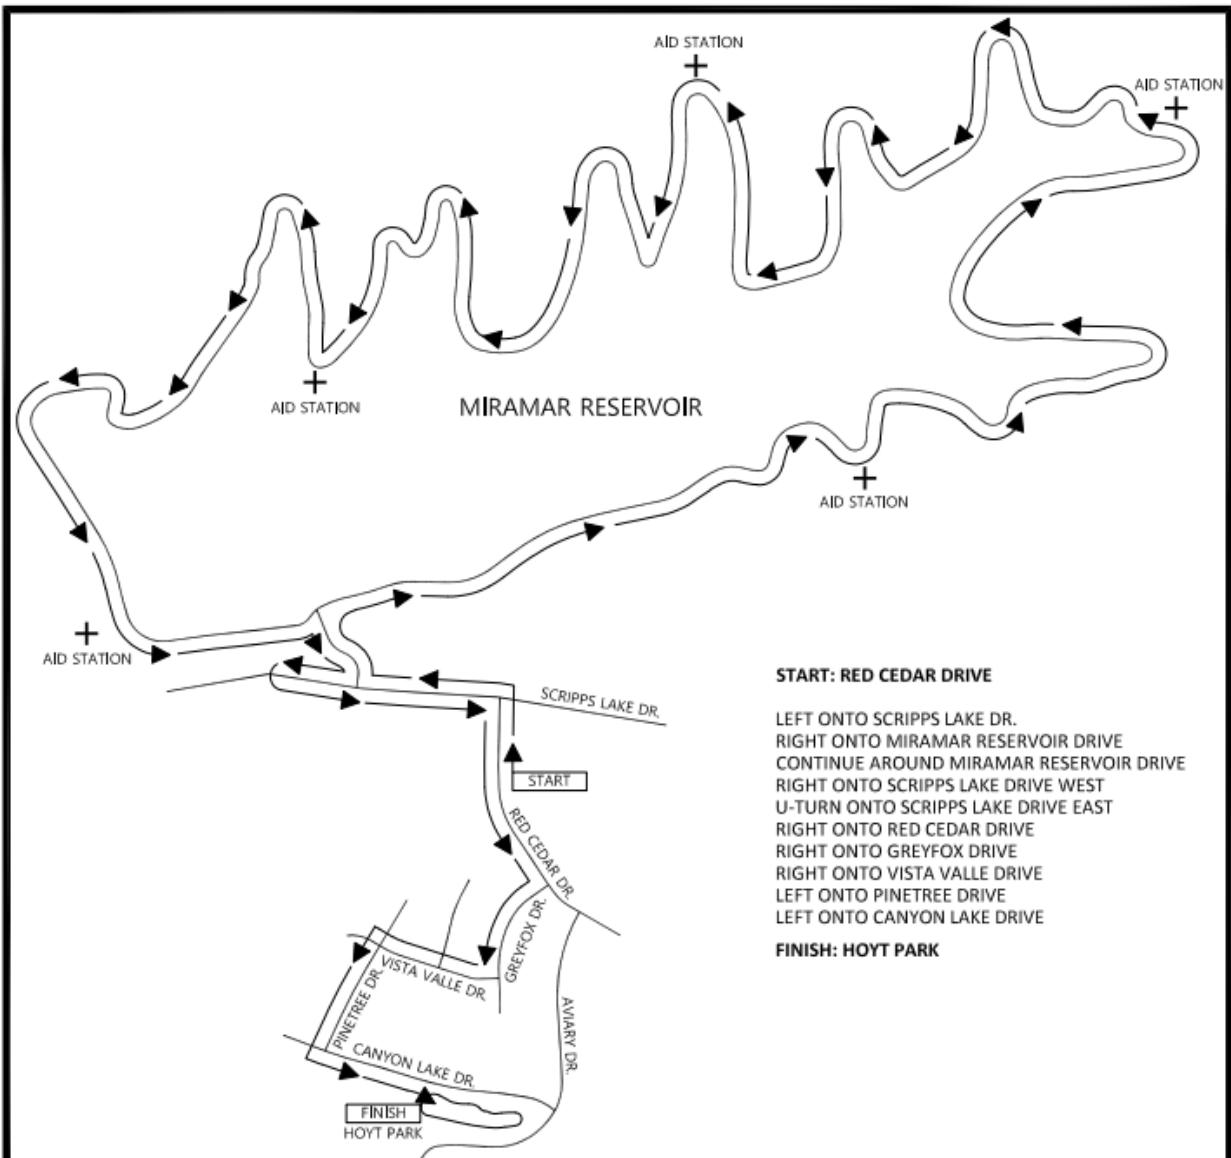 AID STATION
AID STATION
AID STATION
MIRAMAR RESERVOIR
AID STATION
AID STATION
SCRIPPS LAKE DR.
START
RED CEDAR DR.
GREYFOX DR.
VISTA VALLE DR.
PINETREE DR.
AVIARY DR.
CANYON LAKE DR.
FINISH
HOYT PARK
START: RED CEDAR DRIVE
LEFT ONTO SCRIPPS LAKE DR.
RIGHT ONTO MIRAMAR RESERVOIR DRIVE
CONTINUE AROUND MIRAMAR RESERVOIR DRIVE
RIGHT ONTO SCRIPPS LAKE DRIVE WEST
U-TURN ONTO SCRIPPS LAKE DRIVE EAST
RIGHT ONTO RED CEDAR DRIVE
RIGHT ONTO GREYFOX DRIVE
RIGHT ONTO VISTA VALLE DRIVE
LEFT ONTO PINETREE DRIVE
LEFT ONTO CANYON LAKE DRIVE
FINISH: HOYT PARK